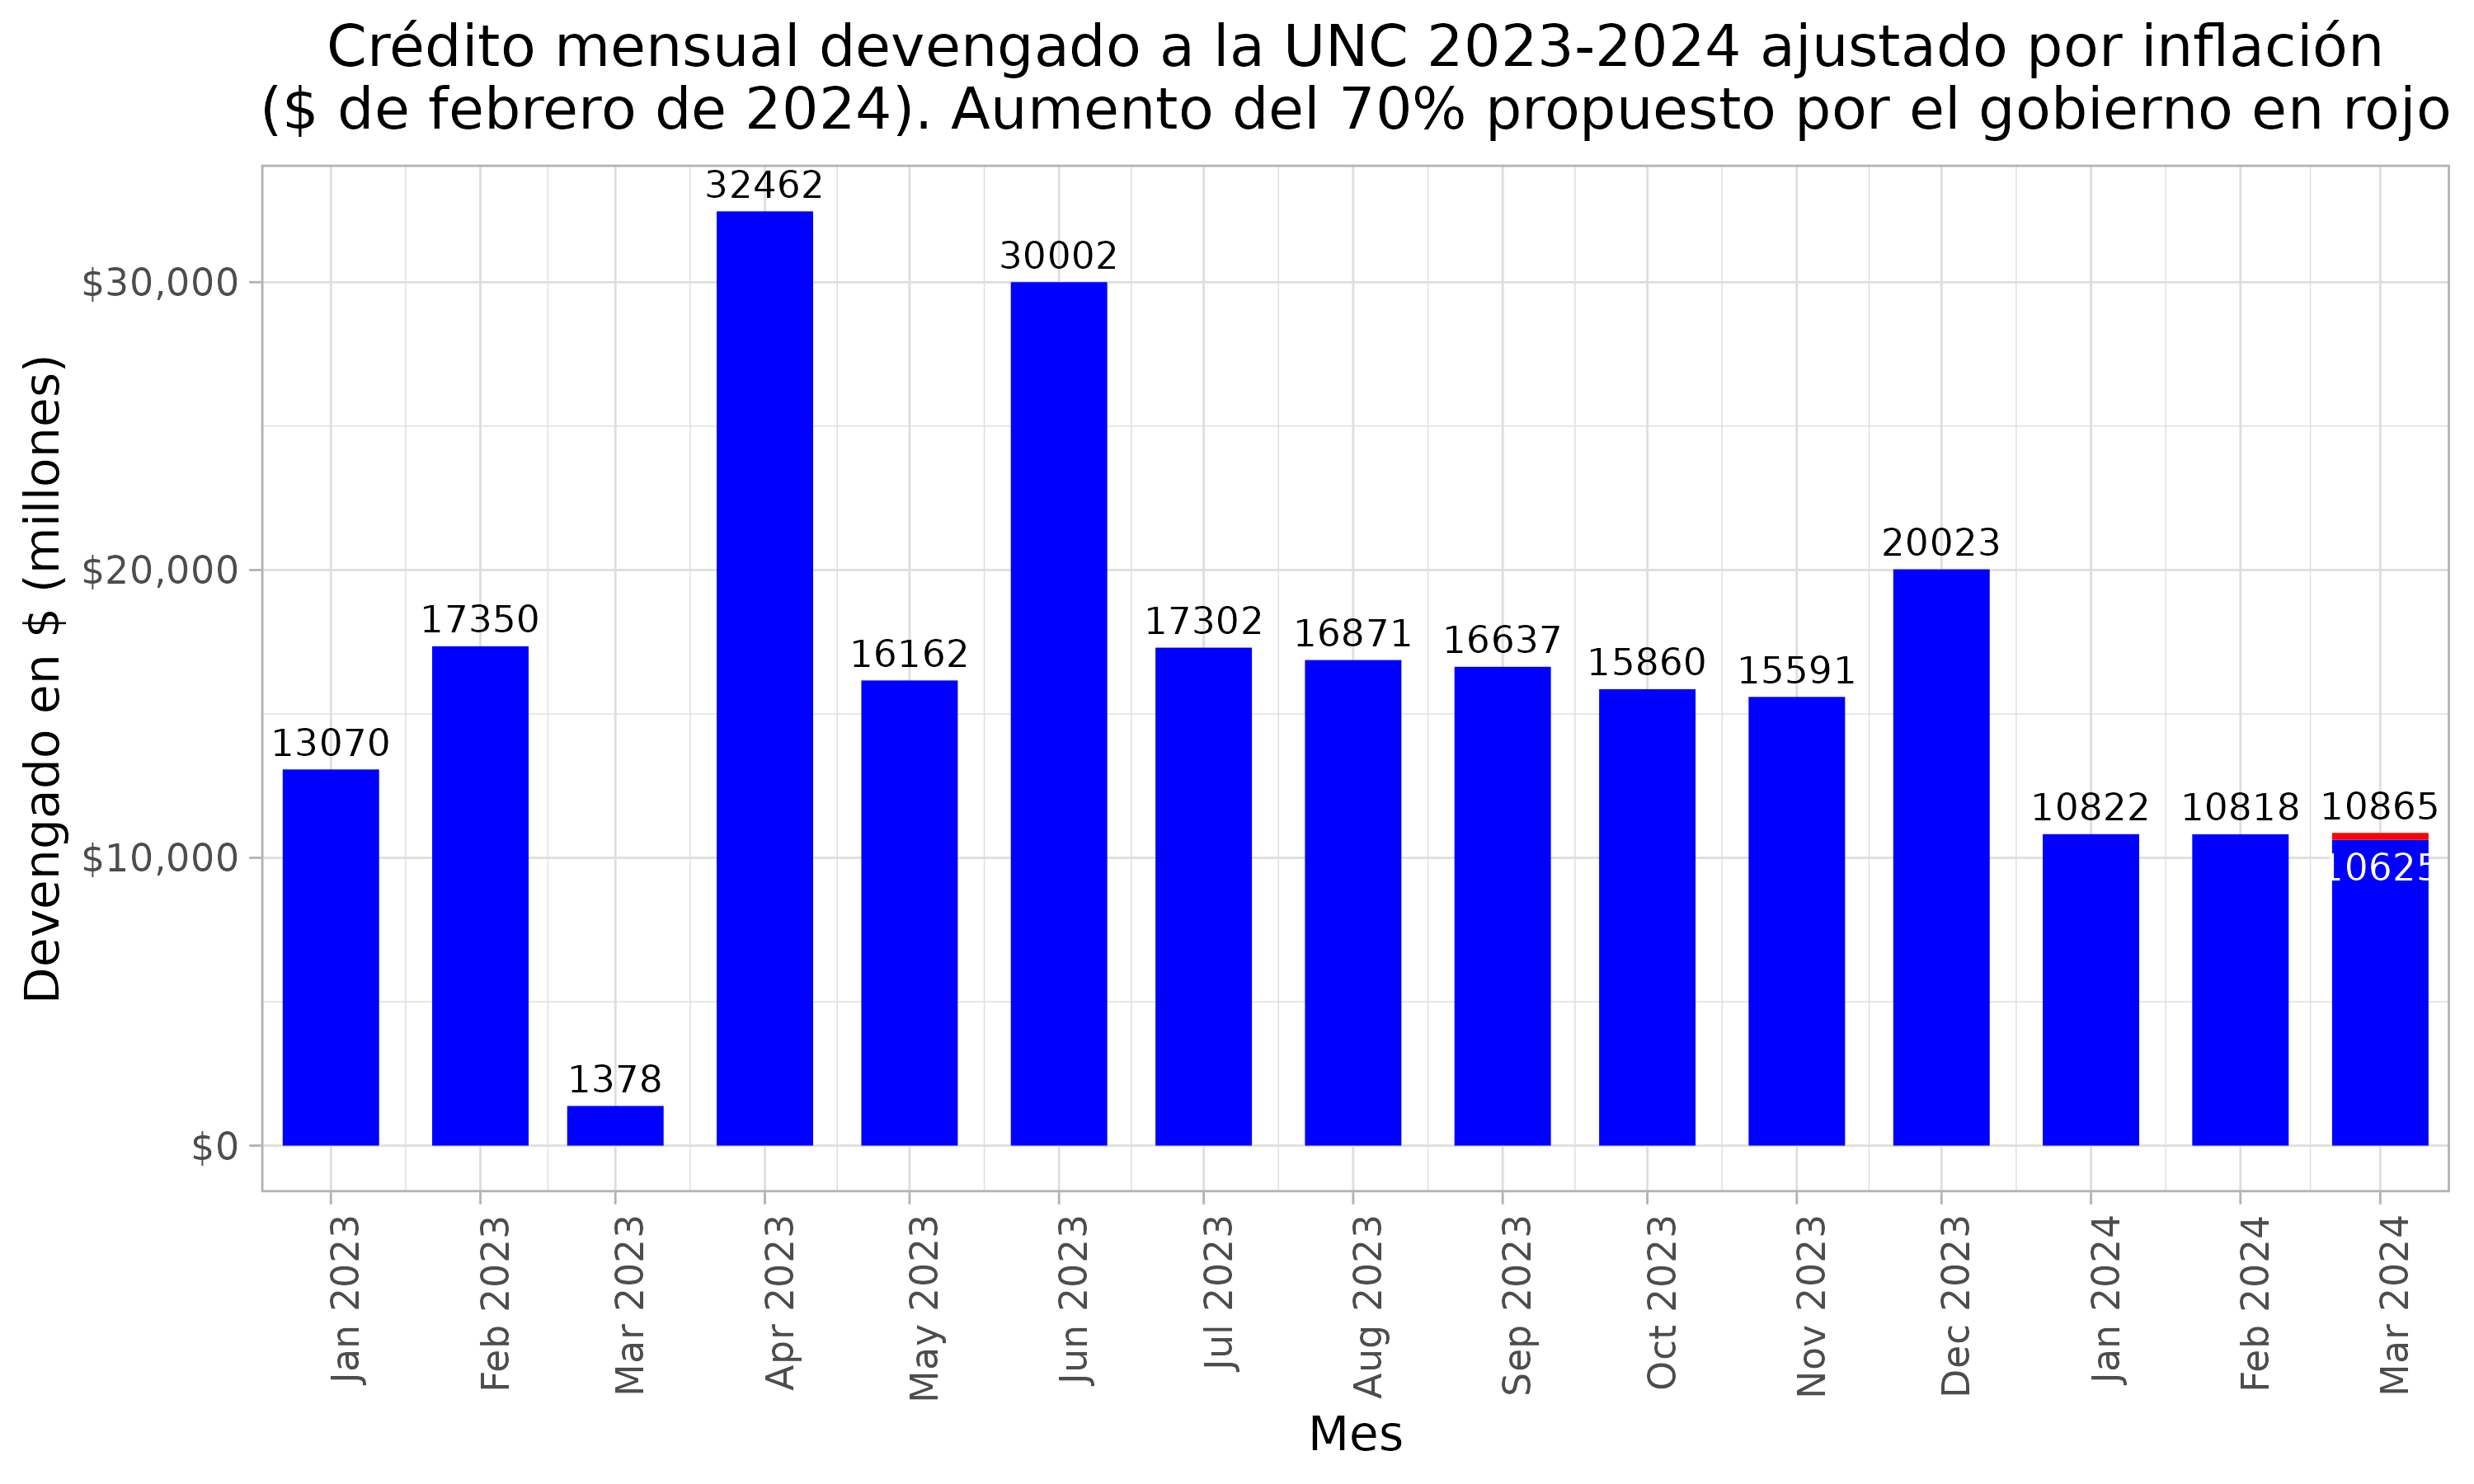 Crédito mensual devengado a la UNC 2023-2024 ajustado por inflación
($ de febrero de 2024). Aumento del 70% propuesto por el gobierno en rojo
Devengado en $ (millones)
$30,000
$20,000
$10,000
$0
13070
17350
1378
32462
16162
30002
17302
16871
16637
15860
15591
20023
10822
10818
10865
10625
Jan 2023
Feb 2023
Mar 2023
Apr 2023
May 2023
Jun 2023
Jul 2023
Aug 2023
Sep 2023
Oct 2023
Nov 2023
Dec 2023
Jan 2024
Feb 2024
Mar 2024
Mes